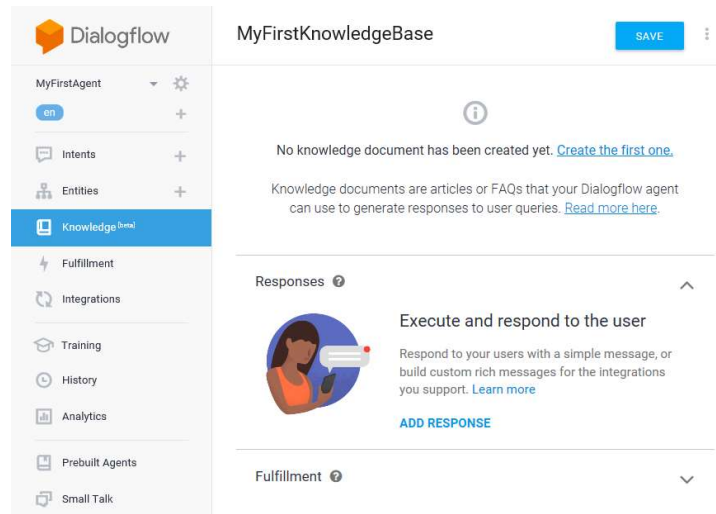 Dialogflow
MyFirstAgent
en
Intents
Entities
Knowledge [beta]
Fulfillment
Integrations
Training
History
Analytics
Prebuilt Agents
Small Talk
MyFirstKnowledgeBase
SAVE
No knowledge document has been created yet. Create the first one.
Knowledge documents are articles or FAQs that your Dialogflow agent
can use to generate responses to user queries. Read more here.
Responses
Execute and respond to the user
Respond to your users with a simple message, or
build custom rich messages for the integrations
you support. Learn more
ADD RESPONSE
Fulfillment